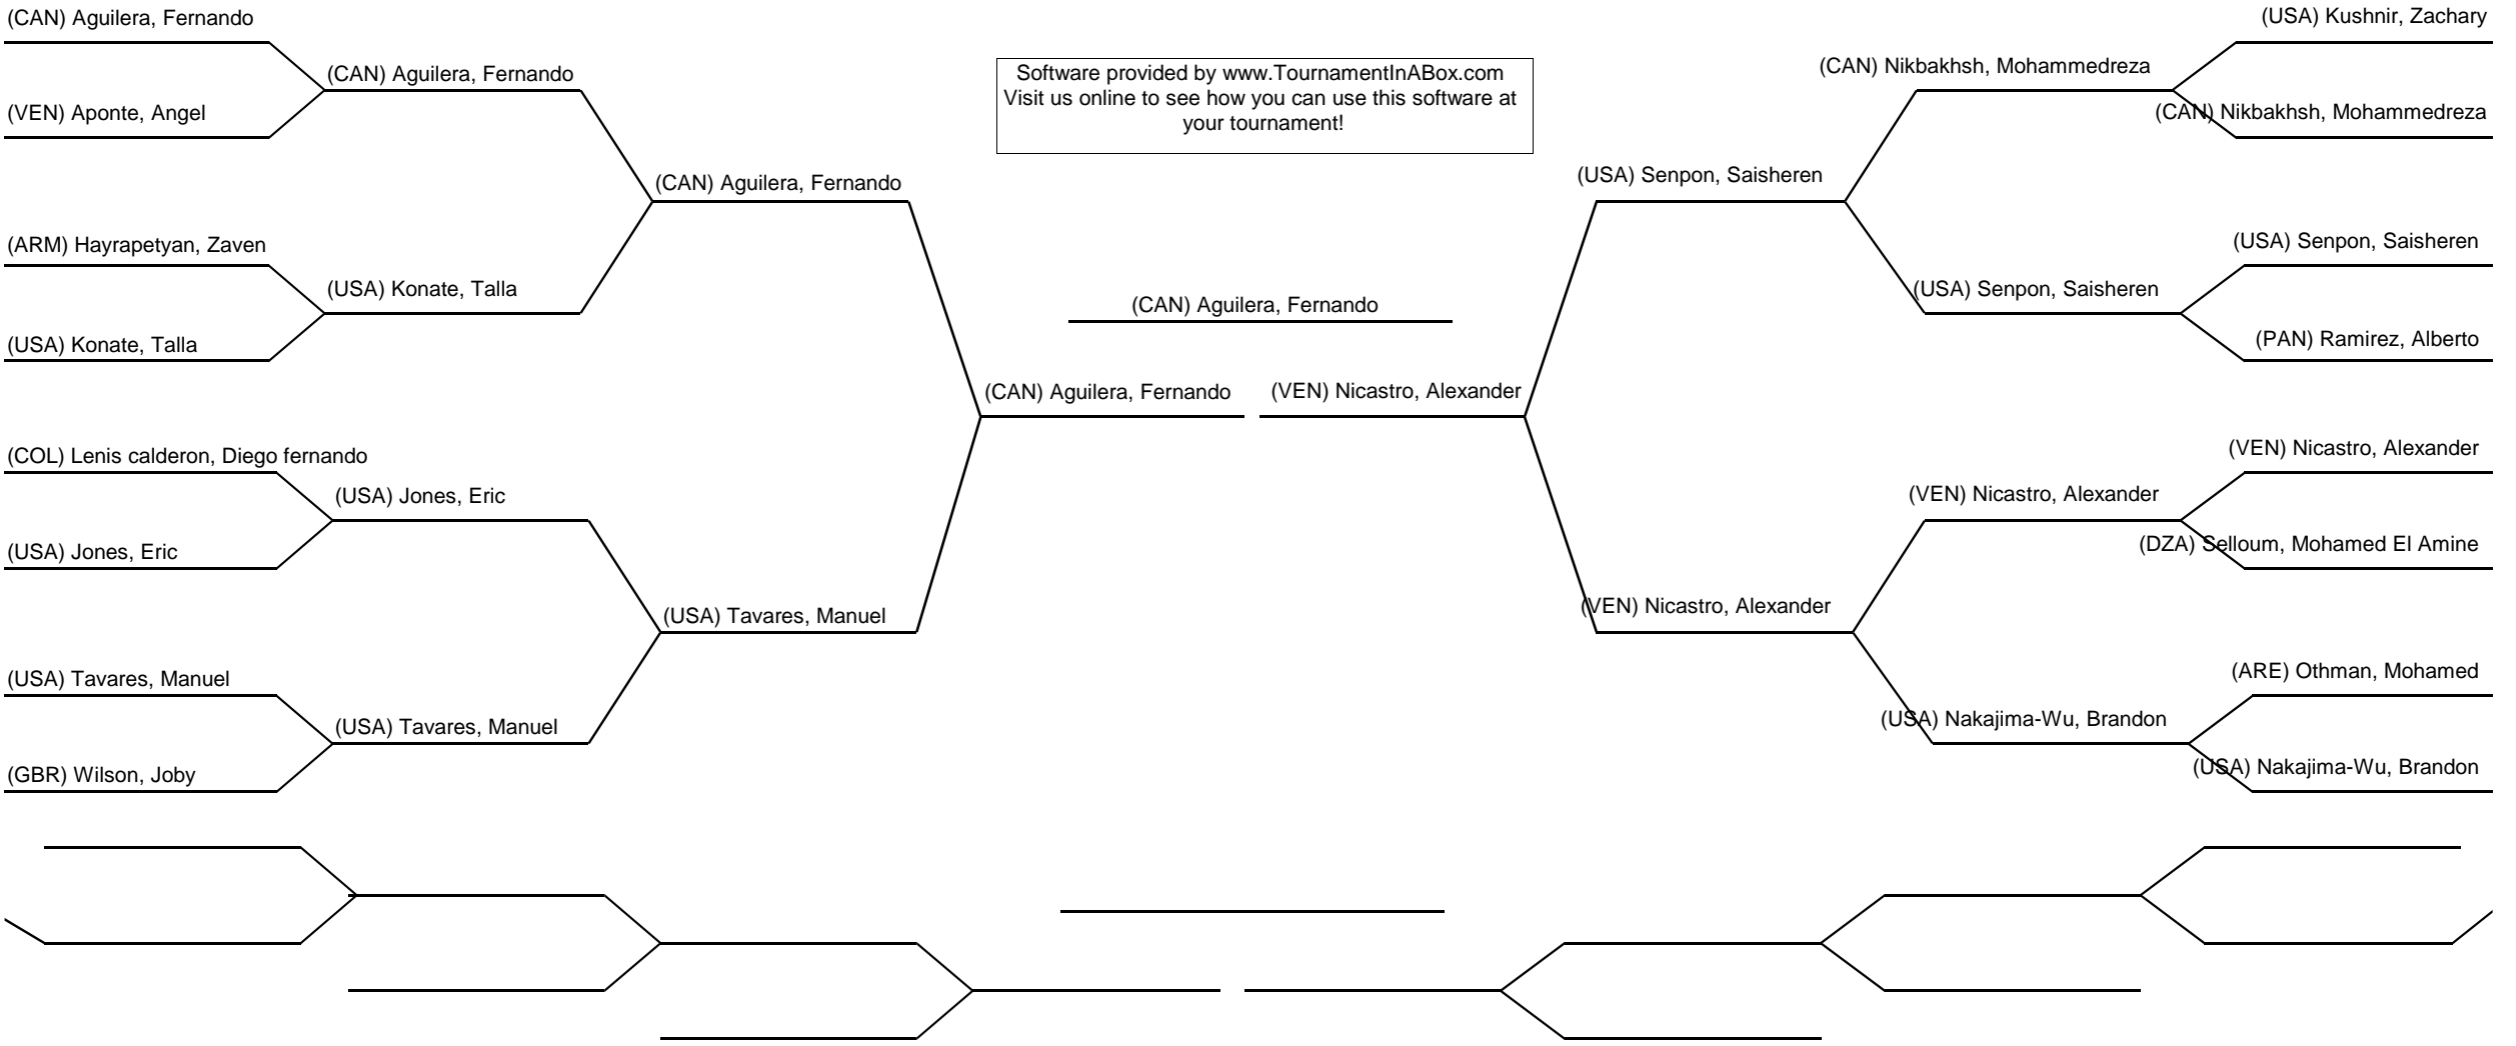 (CAN) Aguilera, Fernando
(CAN) Aguilera, Fernando
(VEN) Aponte, Angel
(CAN) Aguilera, Fernando
(ARM) Hayrapetyan, Zaven
(USA) Konate, Talla
(USA) Konate, Talla
(COL) Lenis calderon, Diego fernando
(USA) Jones, Eric
(USA) Jones, Eric
(USA) Tavares, Manuel
(USA) Tavares, Manuel
(USA) Tavares, Manuel
(GBR) Wilson, Joby
Software provided by www.TournamentInABox.com
Visit us online to see how you can use this software at
your tournament!
(CAN) Aguilera, Fernando
(CAN) Aguilera, Fernando
(VEN) Nicastro, Alexander
(USA) Kushnir, Zachary
(CAN) Nikbakhsh, Mohammedreza
(CAN) Nikbakhsh, Mohammedreza
(USA) Senpon, Saisheren
(USA) Senpon, Saisheren
(USA) Senpon, Saisheren
(PAN) Ramirez, Alberto
(VEN) Nicastro, Alexander
(VEN) Nicastro, Alexander
(DZA) Selloum, Mohamed El Amine
(VEN) Nicastro, Alexander
(ARE) Othman, Mohamed
(USA) Nakajima-Wu, Brandon
(USA) Nakajima-Wu, Brandon